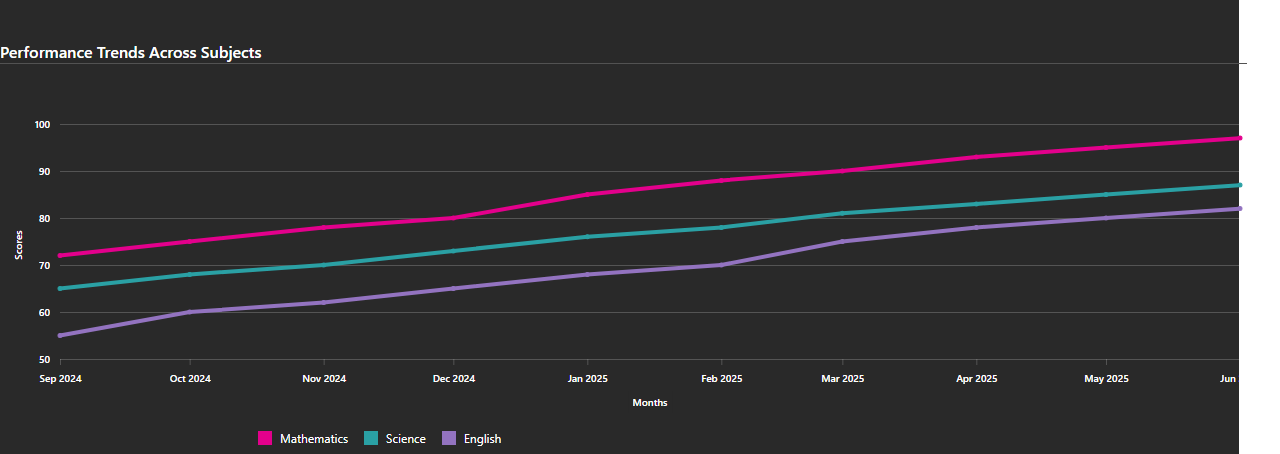 Performance Trends Across Subjects
100
90
80
70
60
50
Scores
Sep 2024 Oct 2024 Nov 2024 Dec 2024 Jan 2025 Feb 2025 Mar 2025 Apr 2025 May 2025 Jun
Months
Mathematics Science English